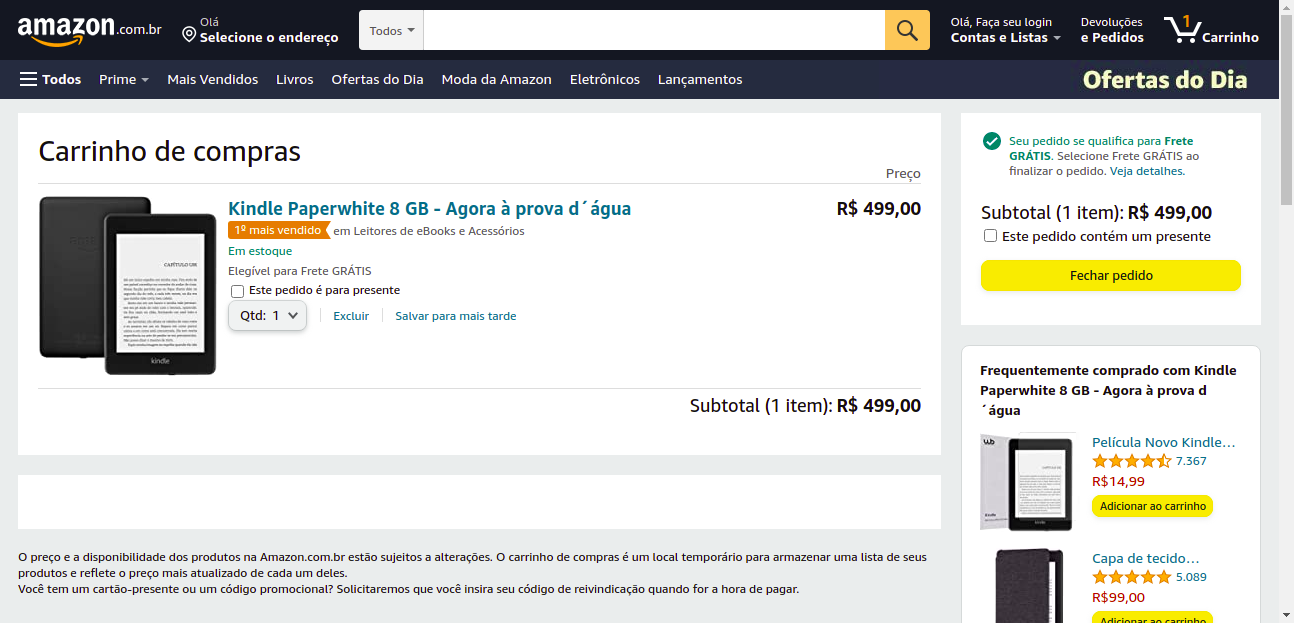 amazon.com.br
Olá
Selecione o endereço
Todos
Olá, Faça seu login
Contas e Listas
Devoluções
e Pedidos
1
Carrinho
Todos
Prime
Mais Vendidos
Livros
Ofertas do Dia
Moda da Amazon
Eletrônicos
Lançamentos
Ofertas do Dia
Carrinho de compras
Preço
CAPÍTULO UM
kindle
Kindle Paperwhite 8 GB - Agora à prova d´água
R$ 499,00
1º mais vendido em Leitores de eBooks e Acessórios
Em estoque
Elegível para Frete GRÁTIS
Este pedido é para presente
Qtd: 1
Excluir
Salvar para mais tarde
Subtotal (1 item): R$ 499,00
O preço e a disponibilidade dos produtos na Amazon.com.br estão sujeitos a alterações. O carrinho de compras é um local temporário para armazenar uma lista de seus
produtos e reflete o preço mais atualizado de cada um deles.
Você tem um cartão-presente ou um código promocional? Solicitaremos que você insira seu código de reivindicação quando for a hora de pagar.
Seu pedido se qualifica para Frete
GRÁTIS. Selecione Frete GRÁTIS ao
finalizar o pedido. Veja detalhes.
Subtotal (1 item): R$ 499,00
Este pedido contém um presente
Fechar pedido
Frequentemente comprado com Kindle
Paperwhite 8 GB - Agora à prova d
´água
Película Novo Kindle…
7.367
R$14,99
Adicionar ao carrinho
Capa de tecido…
5.089
R$99,00
Adicionar ao carrinho